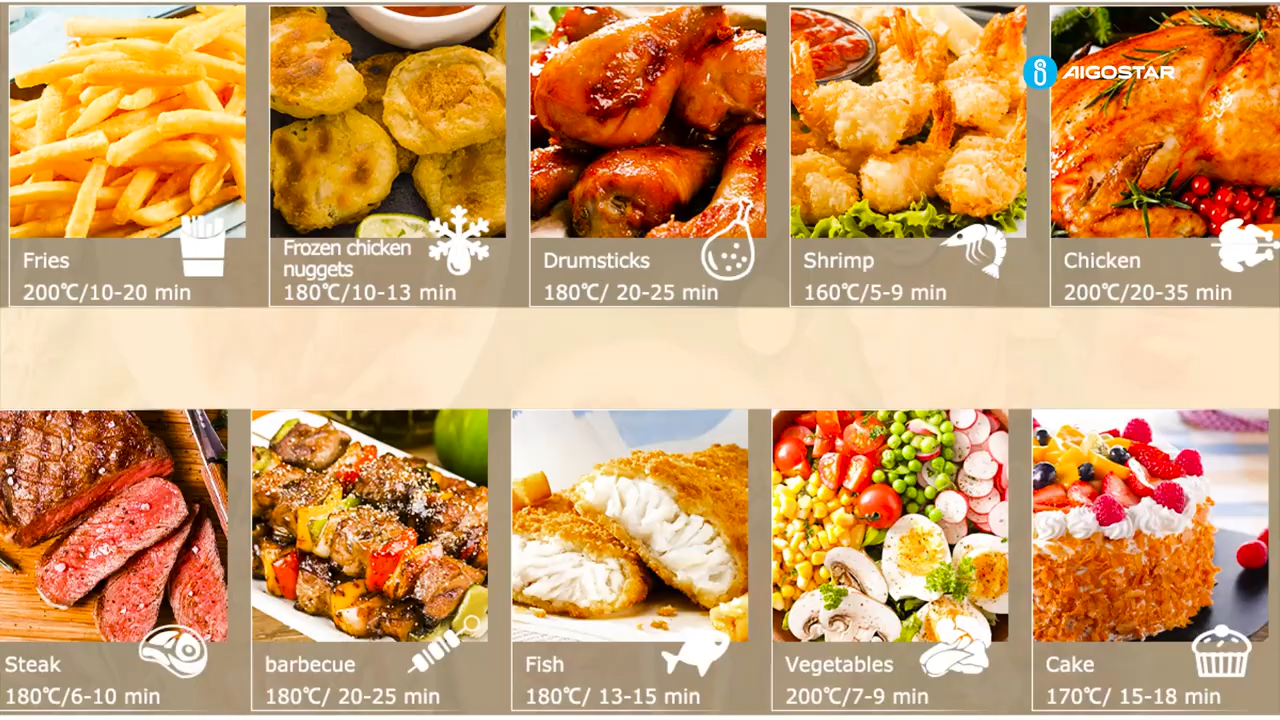 AIGOSTAR
Fries
200℃/10-20 min
Frozen chicken
nuggets
180℃/10-13 min
Drumsticks
180℃/ 20-25 min
Shrimp
160℃/5-9 min
Chicken
200℃/20-35 min
Steak
180℃/6-10 min
barbecue
180℃/ 20-25 min
Fish
180℃/ 13-15 min
Vegetables
200℃/7-9 min
Cake
170℃/ 15-18 min